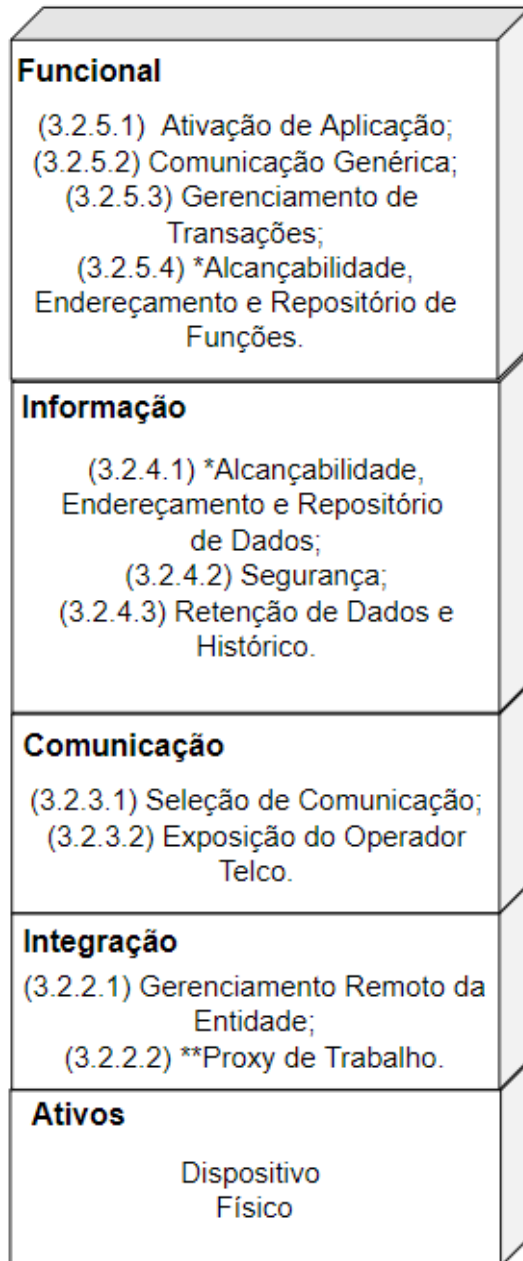 Funcional
(3.2.5.1) Ativação de Aplicação;
(3.2.5.2) Comunicação Genérica;
(3.2.5.3) Gerenciamento de
Transações;
(3.2.5.4) *Alcançabilidade,
Endereçamento e Repositório de
Funções.
Informação
(3.2.4.1) *Alcançabilidade,
Endereçamento e Repositório
de Dados;
(3.2.4.2) Segurança;
(3.2.4.3) Retenção de Dados e
Histórico.
Comunicação
(3.2.3.1) Seleção de Comunicação;
(3.2.3.2) Exposição do Operador
Telco.
Integração
(3.2.2.1) Gerenciamento Remoto da
Entidade;
(3.2.2.2) **Proxy de Trabalho.
Ativos
Dispositivo
Físico